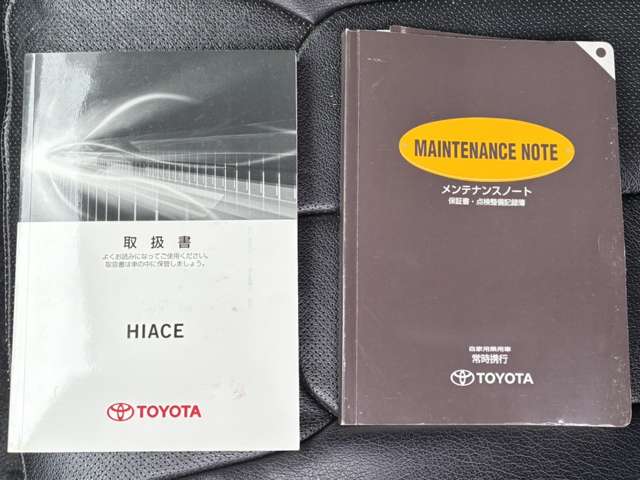 取扱書
よくお読みになってご使用ください。
取扱書は車の中に保管しましょう。
HIACE
TOYOTA
MAINTENANCE NOTE
メンテナンスノート
保証書・点検整備記録簿
自家用乗用車
常時携行
TOYOTA